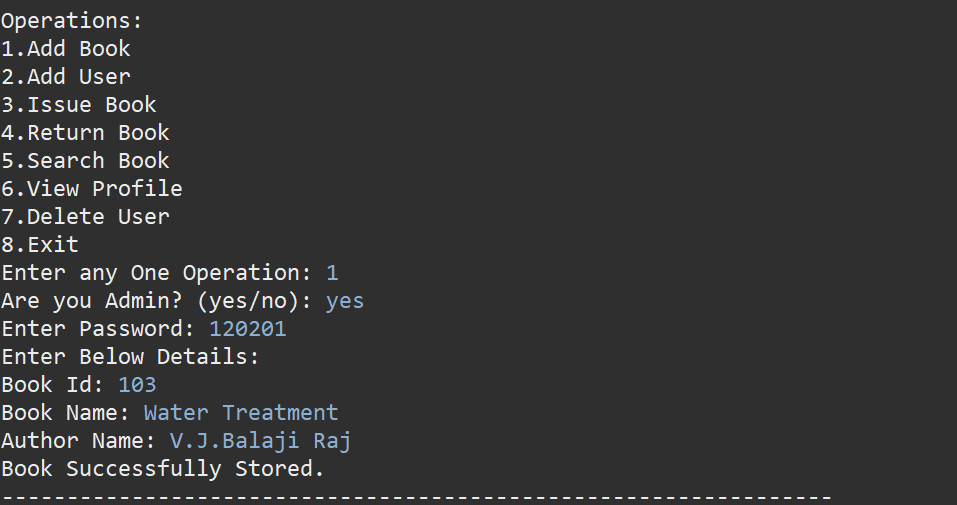 Operations:
1.Add Book
2.Add User
3.Issue Book
4.Return Book
5.Search Book
6.View Profile
7.Delete User
8.Exit
Enter any One Operation: 1
Are you Admin? (yes/no): yes
Enter Password: 120201
Enter Below Details:
Book Id: 103
Book Name: Water Treatment
Author Name: V.J.Balaji Raj
Book Successfully Stored.
----------------------------------------------------------------